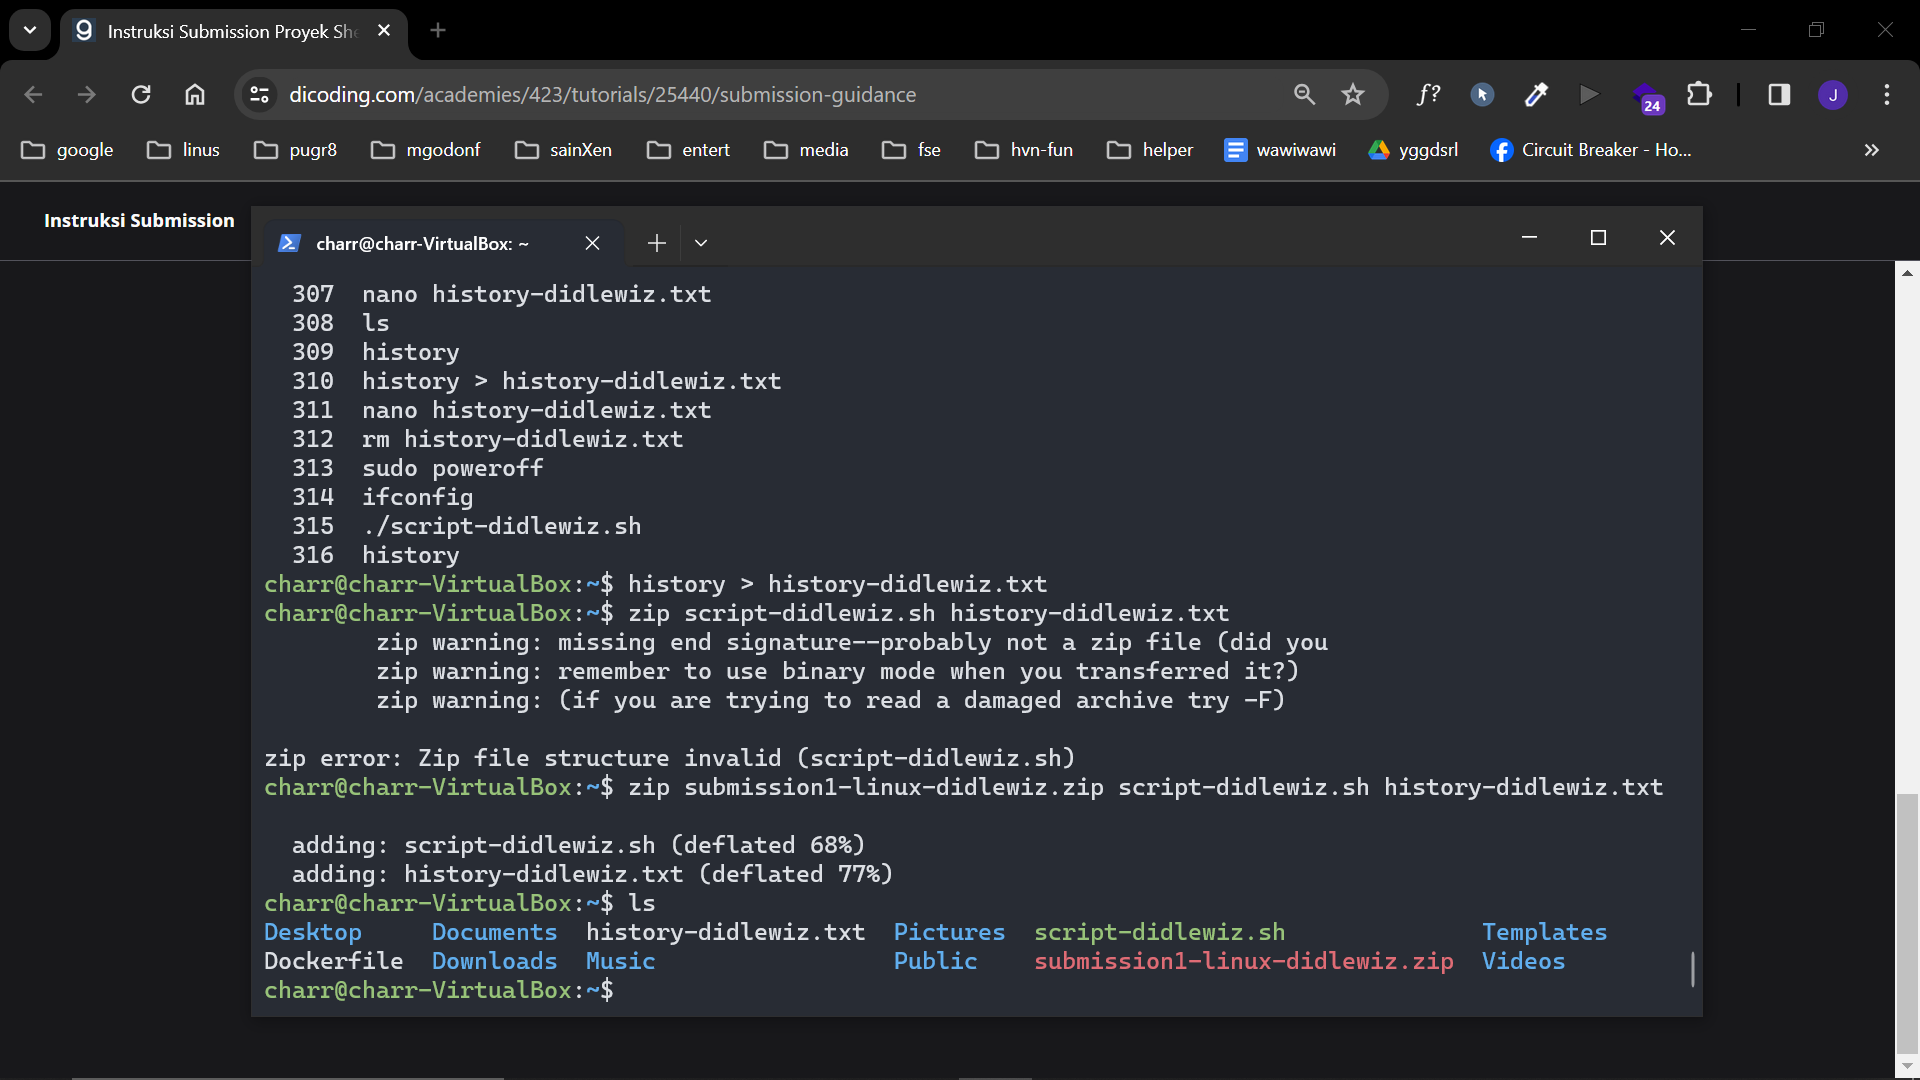 Instruksi Submission Proyek She
dicoding.com/academies/423/tutorials/25440/submission-guidance
f?
24
J
google linus pugr8 mgodonf sainXen entert media fse hvn-fun helper wawiwawi yggdsrl Circuit Breaker - Ho...
Instruksi Submission
charr@charr-VirtualBox: ~
307 nano history-didlewiz.txt
308 ls
309 history
310 history > history-didlewiz.txt
311 nano history-didlewiz.txt
312 rm history-didlewiz.txt
313 sudo poweroff
314 ifconfig
315 ./script-didlewiz.sh
316 history
charr@charr-VirtualBox:~$ history > history-didlewiz.txt
charr@charr-VirtualBox:~$ zip script-didlewiz.sh history-didlewiz.txt
zip warning: missing end signature--probably not a zip file (did you
zip warning: remember to use binary mode when you transferred it?)
zip warning: (if you are trying to read a damaged archive try -F)
zip error: Zip file structure invalid (script-didlewiz.sh)
charr@charr-VirtualBox:~$ zip submission1-linux-didlewiz.zip script-didlewiz.sh history-didlewiz.txt
adding: script-didlewiz.sh (deflated 68%)
adding: history-didlewiz.txt (deflated 77%)
charr@charr-VirtualBox:~$ ls
Desktop Documents history-didlewiz.txt Pictures script-didlewiz.sh Templates
Dockerfile Downloads Music Public submission1-linux-didlewiz.zip Videos
charr@charr-VirtualBox:~$